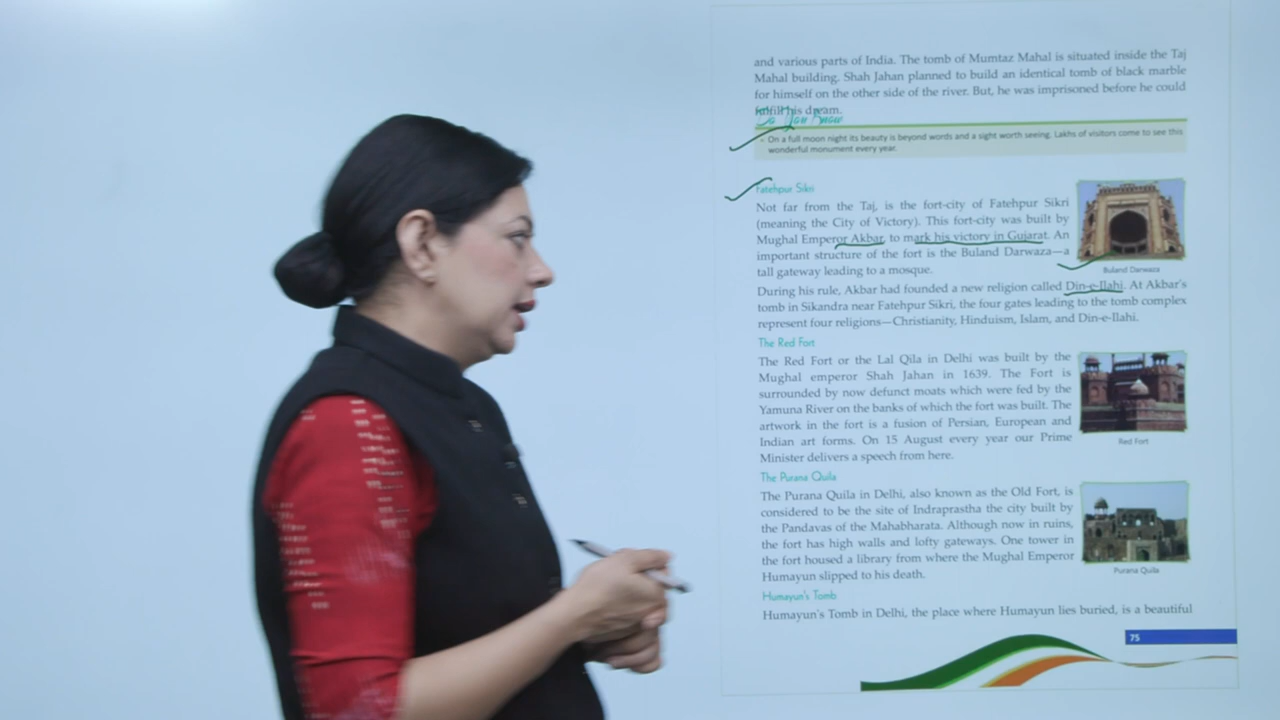 and various parts of India. The tomb of Mumtaz Mahal is situated inside the Taj
Mahal building. Shah Jahan planned to build an identical tomb of black marble
for himself on the other side of the river. But, he was imprisoned before he could
fulfill his dream.
Do You Know
On a full moon night its beauty is beyond words and a sight worth seeing. Lakhs of visitors come to see this
wonderful monument every year.
Fatehpur Sikri
Not far from the Taj, is the fort-city of Fatehpur Sikri
(meaning the City of Victory). This fort-city was built by
Mughal Emperor Akbar, to mark his victory in Gujarat. An
important structure of the fort is the Buland Darwaza—a
tall gateway leading to a mosque.
Buland Darwaza
During his rule, Akbar had founded a new religion called Din-e-Ilahi. At Akbar's
tomb in Sikandra near Fatehpur Sikri, the four gates leading to the tomb complex
represent four religions—Christianity, Hinduism, Islam, and Din-e-Ilahi.
The Red Fort
The Red Fort or the Lal Qila in Delhi was built by the
Mughal emperor Shah Jahan in 1639. The Fort is
surrounded by now defunct moats which were fed by the
Yamuna River on the banks of which the fort was built. The
artwork in the fort is a fusion of Persian, European and
Indian art forms. On 15 August every year our Prime
Minister delivers a speech from here.
Red Fort
The Purana Quila
The Purana Quila in Delhi, also known as the Old Fort, is
considered to be the site of Indraprastha the city built by
the Pandavas of the Mahabharata. Although now in ruins,
the fort has high walls and lofty gateways. One tower in
the fort housed a library from where the Mughal Emperor
Humayun slipped to his death.
Purana Quila
Humayun's Tomb
Humayun's Tomb in Delhi, the place where Humayun lies buried, is a beautiful
75